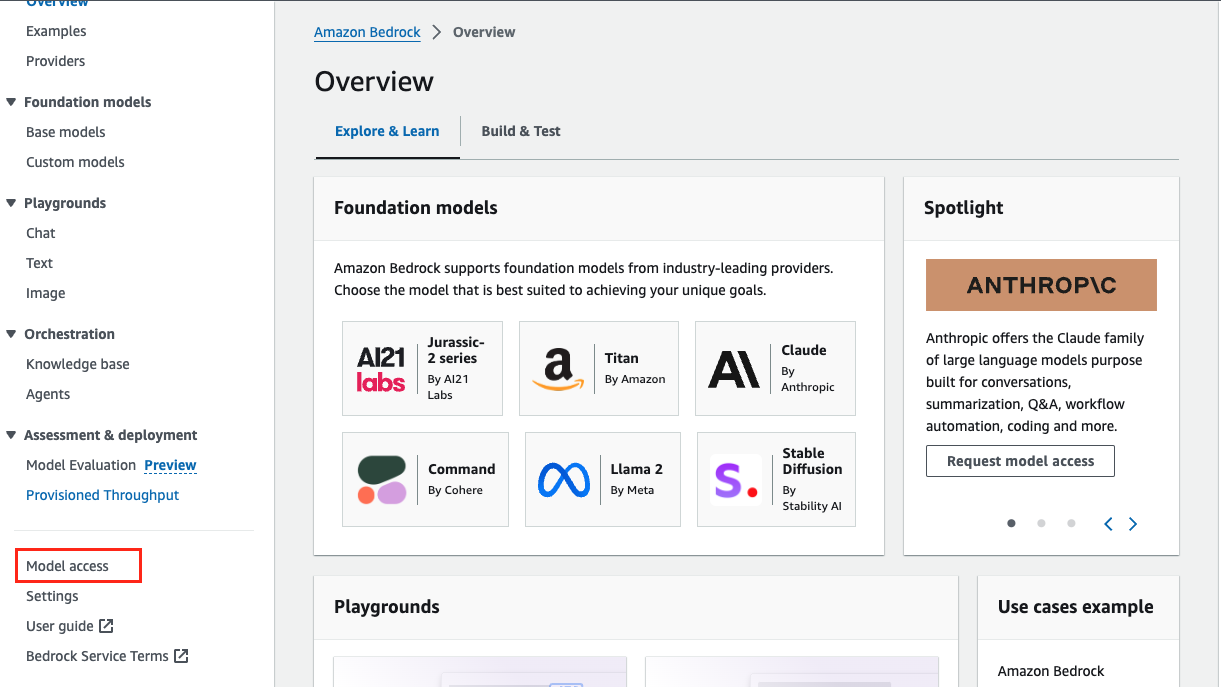 Overview
Examples
Providers
Foundation models
Base models
Custom models
Playgrounds
Chat
Text
Image
Orchestration
Knowledge base
Agents
Assessment & deployment
Model Evaluation Preview
Provisioned Throughput
Model access
Settings
User guide
Bedrock Service Terms
Amazon Bedrock > Overview
Overview
Explore & Learn
Build & Test
Foundation models
Amazon Bedrock supports foundation models from industry-leading providers.
Choose the model that is best suited to achieving your unique goals.
AI21
labs
Jurassic-
2 series
By AI21
Labs
a
Titan
By Amazon
A\
Claude
By
Anthropic
Command
By Cohere
Llama 2
By Meta
S.
Stable
Diffusion
By
Stability AI
Spotlight
ANTHROP\C
Anthropic offers the Claude family
of large language models purpose
built for conversations,
summarization, Q&A, workflow
automation, coding and more.
Request model access
Playgrounds
Use cases example
Amazon Bedrock